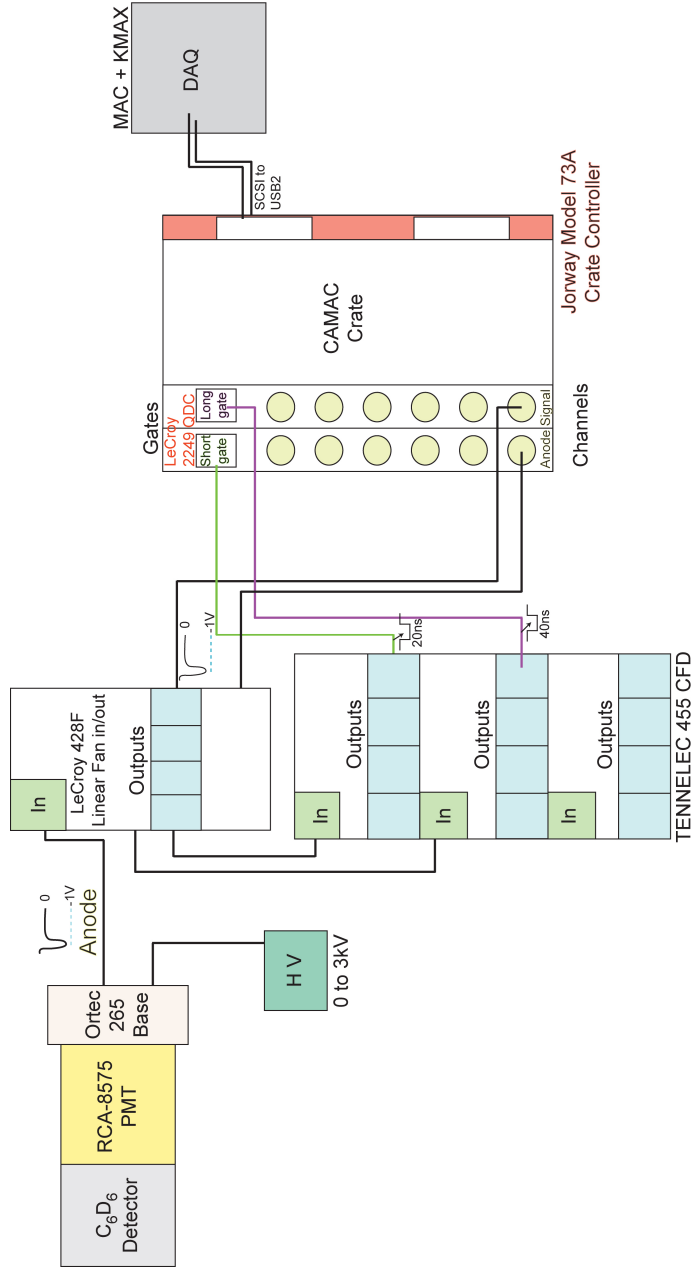 C6D6
Detector
RCA-8575
PMT
Ortec
265
Base
Anode
0
-1V
H V
0 to 3kV
In
LeCroy 428F
Linear Fan in/out
Outputs
0
-1V
In
Outputs
In
Outputs
In
Outputs
TENNELEC 455 CFD
20ns
40ns
Gates
LeCroy
2249 QDC
Short
gate
Long
gate
Anode Signal
Channels
CAMAC
Crate
Jorway Model 73A
Crate Controller
SCSI to
USB2
MAC + KMAX
DAQ